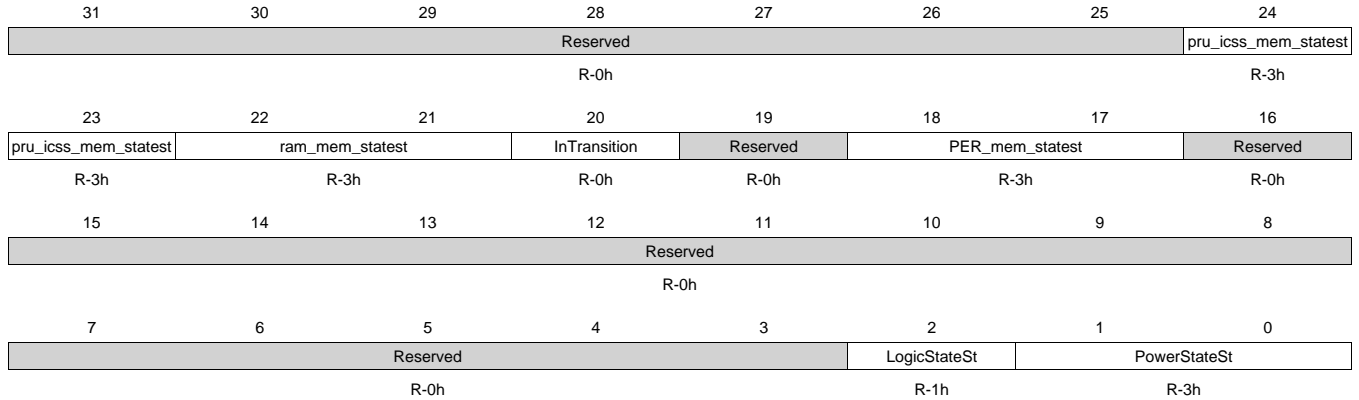 31 30 29 28 27 26 25 24
Reserved pru_icss_mem_statest
R-0h R-3h
23 22 21 20 19 18 17 16
pru_icss_mem_statest ram_mem_statest InTransition Reserved PER_mem_statest Reserved
R-3h R-3h R-0h R-0h R-3h R-0h
15 14 13 12 11 10 9 8
Reserved
R-0h
7 6 5 4 3 2 1 0
Reserved LogicStateSt PowerStateSt
R-0h R-1h R-3h